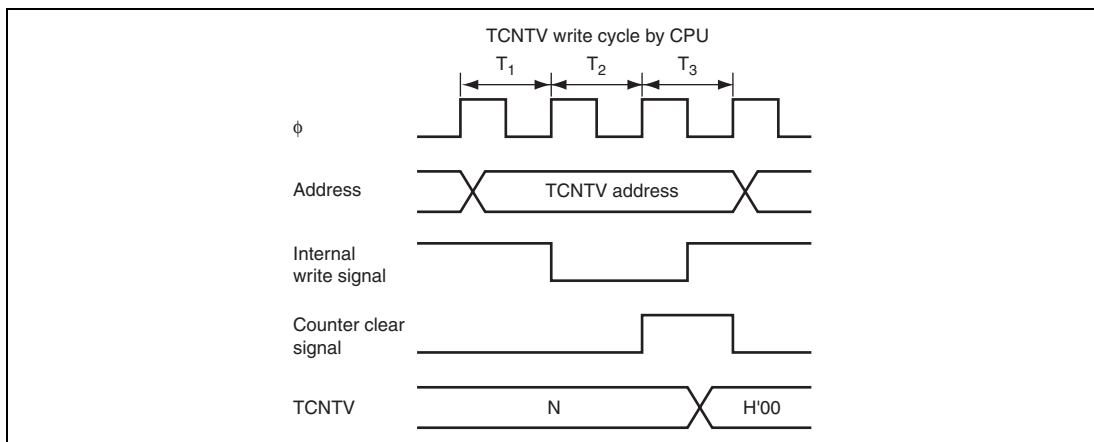 TCNTV write cycle by CPU
T1 T2 T3
ϕ
Address
TCNTV address
Internal
write signal
Counter clear
signal
TCNTV
N
H'00